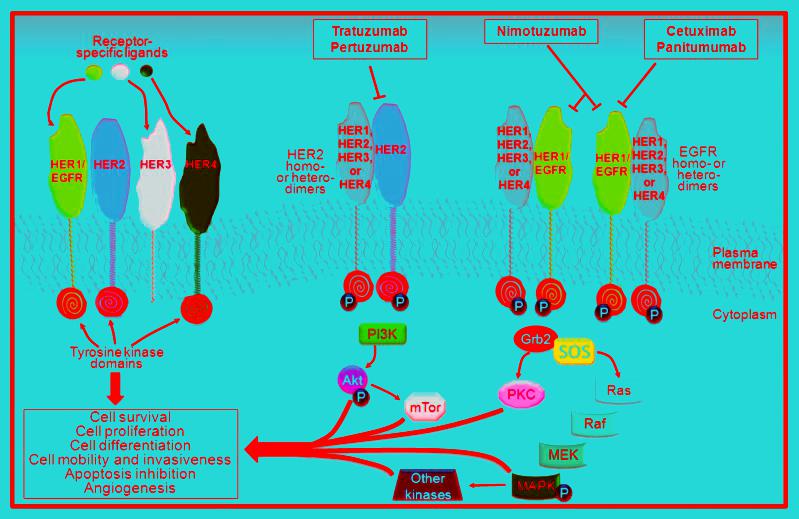 Receptor-
specific ligands
HER1/
EGFR
HER2
HER3
HER4
Tyrosine kinase
domains
Cell survival
Cell proliferation
Cell differentiation
Cell mobility and invasiveness
Apoptosis inhibition
Angiogenesis
Tratuzumab
Pertuzumab
HER2
homo-
or hetero-
dimers
HER1,
HER2,
HER3,
or
HER4
HER2
P
P
PI3K
Akt
P
mTor
Nimotuzumab
Cetuximab
Panitumumab
HER1,
HER2,
HER3,
or
HER4
HER1/
EGFR
HER1/
EGFR
HER1,
HER2,
HER3,
or
HER4
EGFR
homo- or
hetero-
dimers
Plasma
membrane
Cytoplasm
P
P
P
P
Grb2
SOS
PKC
Ras
Raf
MEK
MAPK
P
Other
kinases